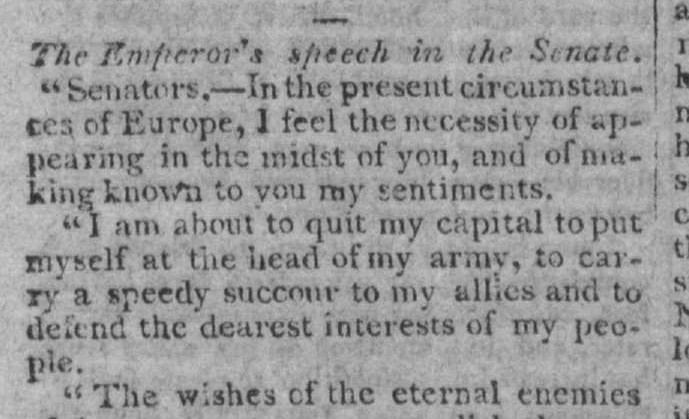 The Emperor's speech in the Senate.
“Senators,—In the present circumstan-
ces of Europe, I feel the necessity of ap-
pearing in the midst of you, and of ma-
king known to you my sentiments.
“I am about to quit my capital to put
myself at the head of my army, to car-
ry a speedy succour to my allies and to
defend the dearest interests of my peo-
ple.
“The wishes of the eternal enemies